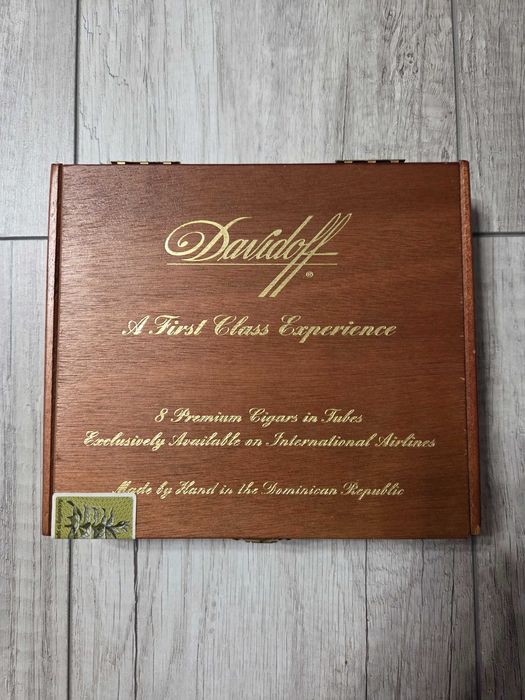 Davidoff®
A First Class Experience
8 Premium Cigars in Tubes
Exclusively Available on International Airlines
Made by Hand in the Dominican Republic